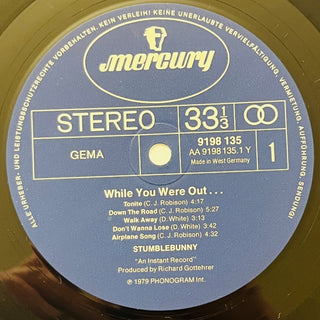 ALLE URHEBER- UND LEISTUNGSSCHUTZRECHTE VORBEHALTEN. KEIN VERLEIH! KEINE UNERLAUBTE VERVIELFÄLTIGUNG, VERMIETUNG, AUFFÜHRUNG, SENDUNG!
mercury
STEREO
33 1/3
GEMA
9198 135
AA 9198 135.1 Y
Made in West Germany
1
While You Were Out . . .
Tonite (C. J. Robison) 4:17
Down The Road (C. J. Robison) 5:27
Walk Away (D. White) 3:13
Don't Wanna Lose (D. White) 3:42
Airplane Song (C. J. Robison) 4:32
STUMBLEBUNNY
"An Instant Record"
Produced by Richard Gottehrer
℗ 1979 PHONOGRAM Int.